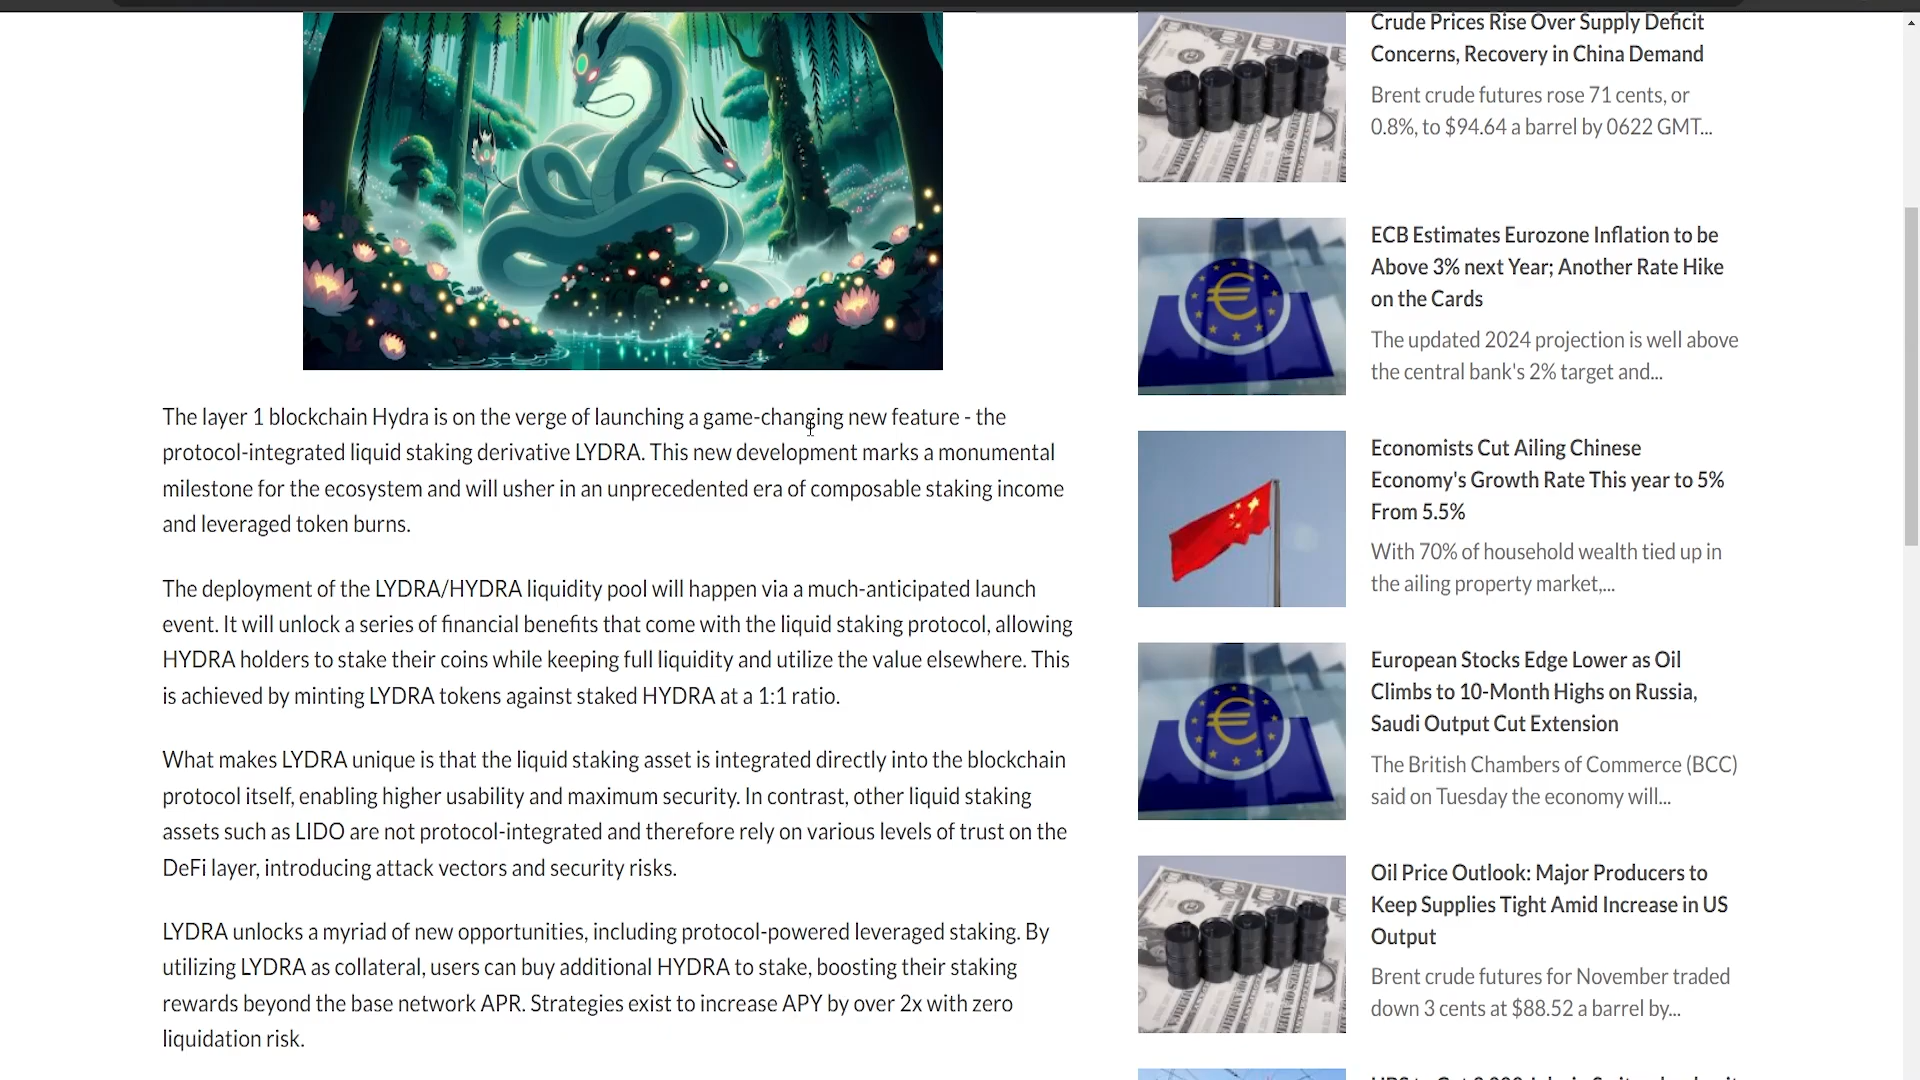 The layer 1 blockchain Hydra is on the verge of launching a game-changing new feature - the
protocol-integrated liquid staking derivative LYDRA. This new development marks a monumental
milestone for the ecosystem and will usher in an unprecedented era of composable staking income
and leveraged token burns.
The deployment of the LYDRA/HYDRA liquidity pool will happen via a much-anticipated launch
event. It will unlock a series of financial benefits that come with the liquid staking protocol, allowing
HYDRA holders to stake their coins while keeping full liquidity and utilize the value elsewhere. This
is achieved by minting LYDRA tokens against staked HYDRA at a 1:1 ratio.
What makes LYDRA unique is that the liquid staking asset is integrated directly into the blockchain
protocol itself, enabling higher usability and maximum security. In contrast, other liquid staking
assets such as LIDO are not protocol-integrated and therefore rely on various levels of trust on the
DeFi layer, introducing attack vectors and security risks.
LYDRA unlocks a myriad of new opportunities, including protocol-powered leveraged staking. By
utilizing LYDRA as collateral, users can buy additional HYDRA to stake, boosting their staking
rewards beyond the base network APR. Strategies exist to increase APY by over 2x with zero
liquidation risk.
Crude Prices Rise Over Supply Deficit
Concerns, Recovery in China Demand
Brent crude futures rose 71 cents, or
0.8%, to $94.64 a barrel by 0622 GMT...
ECB Estimates Eurozone Inflation to be
Above 3% next Year; Another Rate Hike
on the Cards
The updated 2024 projection is well above
the central bank's 2% target and...
Economists Cut Ailing Chinese
Economy's Growth Rate This year to 5%
From 5.5%
With 70% of household wealth tied up in
the ailing property market,...
European Stocks Edge Lower as Oil
Climbs to 10-Month Highs on Russia,
Saudi Output Cut Extension
The British Chambers of Commerce (BCC)
said on Tuesday the economy will...
Oil Price Outlook: Major Producers to
Keep Supplies Tight Amid Increase in US
Output
Brent crude futures for November traded
down 3 cents at $88.52 a barrel by...